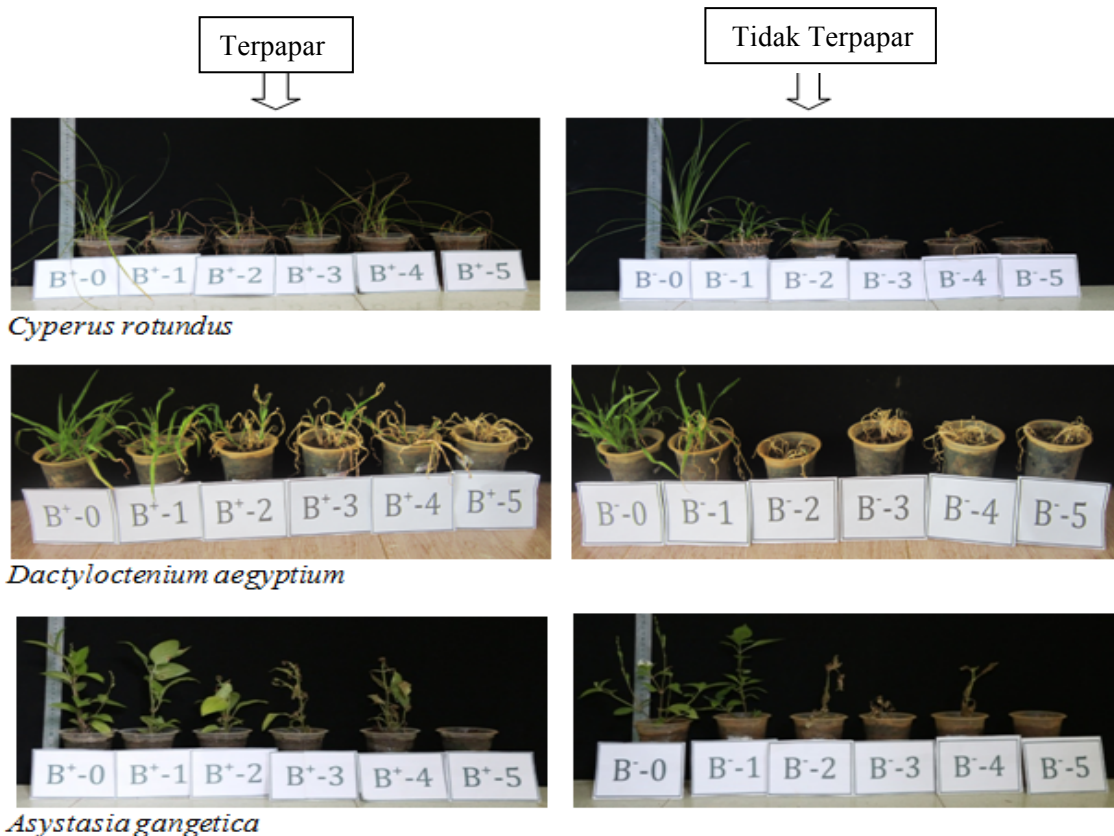 Terpapar
Tidak Terpapar
B⁺-0 B⁺-1 B⁺-2 B⁺-3 B⁺-4 B⁺-5
B⁻-0 B⁻-1 B⁻-2 B⁻-3 B⁻-4 B⁻-5
Cyperus rotundus
B⁺-0 B⁺-1 B⁺-2 B⁺-3 B⁺-4 B⁺-5
B⁻-0 B⁻-1 B⁻-2 B⁻-3 B⁻-4 B⁻-5
Dactyloctenium aegyptium
B⁺-0 B⁺-1 B⁺-2 B⁺-3 B⁺-4 B⁺-5
B⁻-0 B⁻-1 B⁻-2 B⁻-3 B⁻-4 B⁻-5
Asystasia gangetica